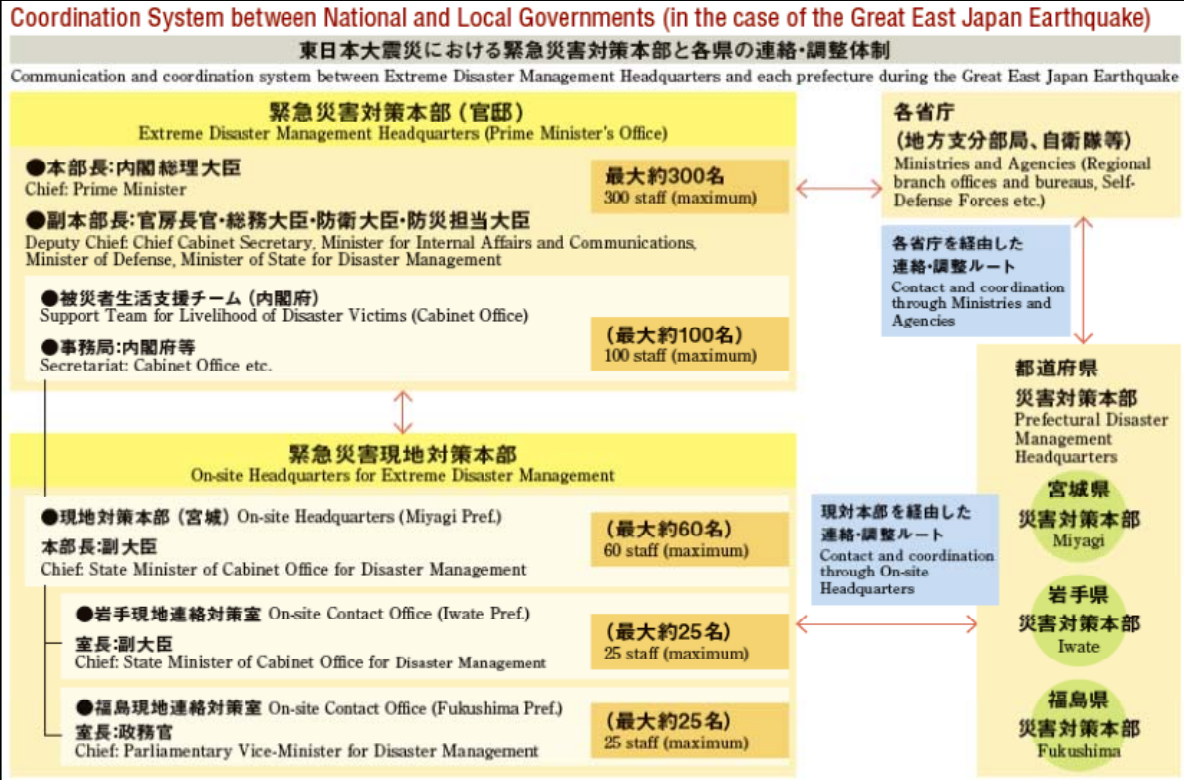 Coordination System between National and Local Governments (in the case of the Great East Japan Earthquake)
東日本大震災における緊急災害対策本部と各県の連絡・調整体制
Communication and coordination system between Extreme Disaster Management Headquarters and each prefecture during the Great East Japan Earthquake
緊急災害対策本部（官邸）
Extreme Disaster Management Headquarters (Prime Minister's Office)
●本部長:内閣総理大臣
Chief: Prime Minister
最大約300名
300 staff (maximum)
●副本部長:官房長官・総務大臣・防衛大臣・防災担当大臣
Deputy Chief: Chief Cabinet Secretary, Minister for Internal Affairs and Communications,
Minister of Defense, Minister of State for Disaster Management
●被災者生活支援チーム（内閣府）
Support Team for Livelihood of Disaster Victims (Cabinet Office)
●事務局:内閣府等
Secretariat: Cabinet Office etc.
（最大約100名）
100 staff (maximum)
各省庁
（地方支分部局、自衛隊等）
Ministries and Agencies (Regional
branch offices and bureaus, Self-
Defense Forces etc.)
各省庁を経由した
連絡・調整ルート
Contact and coordination
through Ministries and
Agencies
緊急災害現地対策本部
On-site Headquarters for Extreme Disaster Management
●現地対策本部（宮城）On-site Headquarters (Miyagi Pref.)
本部長:副大臣
Chief: State Minister of Cabinet Office for Disaster Management
（最大約60名）
60 staff (maximum)
●岩手現地連絡対策室 On-site Contact Office (Iwate Pref.)
室長:副大臣
Chief: State Minister of Cabinet Office for Disaster Management
（最大約25名）
25 staff (maximum)
●福島現地連絡対策室 On-site Contact Office (Fukushima Pref.)
室長:政務官
Chief: Parliamentary Vice-Minister for Disaster Management
（最大約25名）
25 staff (maximum)
現対本部を経由した
連絡・調整ルート
Contact and coordination
through On-site
Headquarters
都道府県
災害対策本部
Prefectural Disaster
Management
Headquarters
宮城県
災害対策本部
Miyagi
岩手県
災害対策本部
Iwate
福島県
災害対策本部
Fukushima